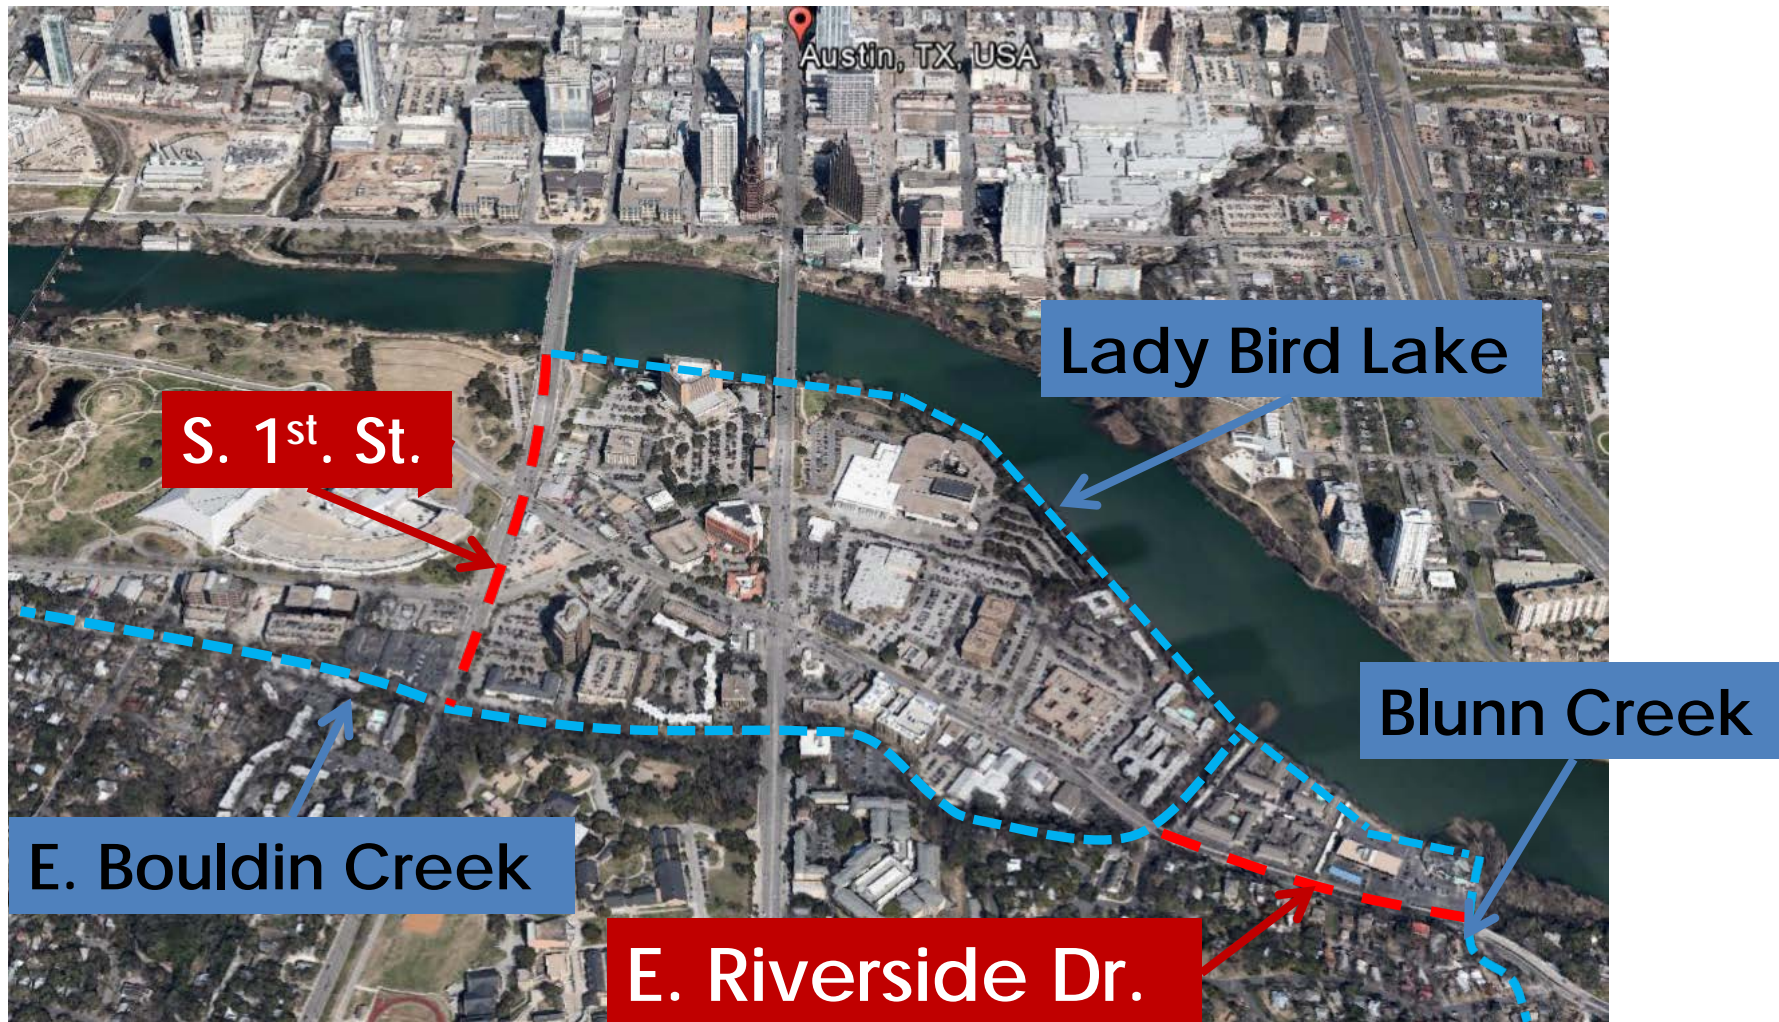 Austin, TX, USA
Lady Bird Lake
S. 1st. St.
Blunn Creek
E. Bouldin Creek
E. Riverside Dr.